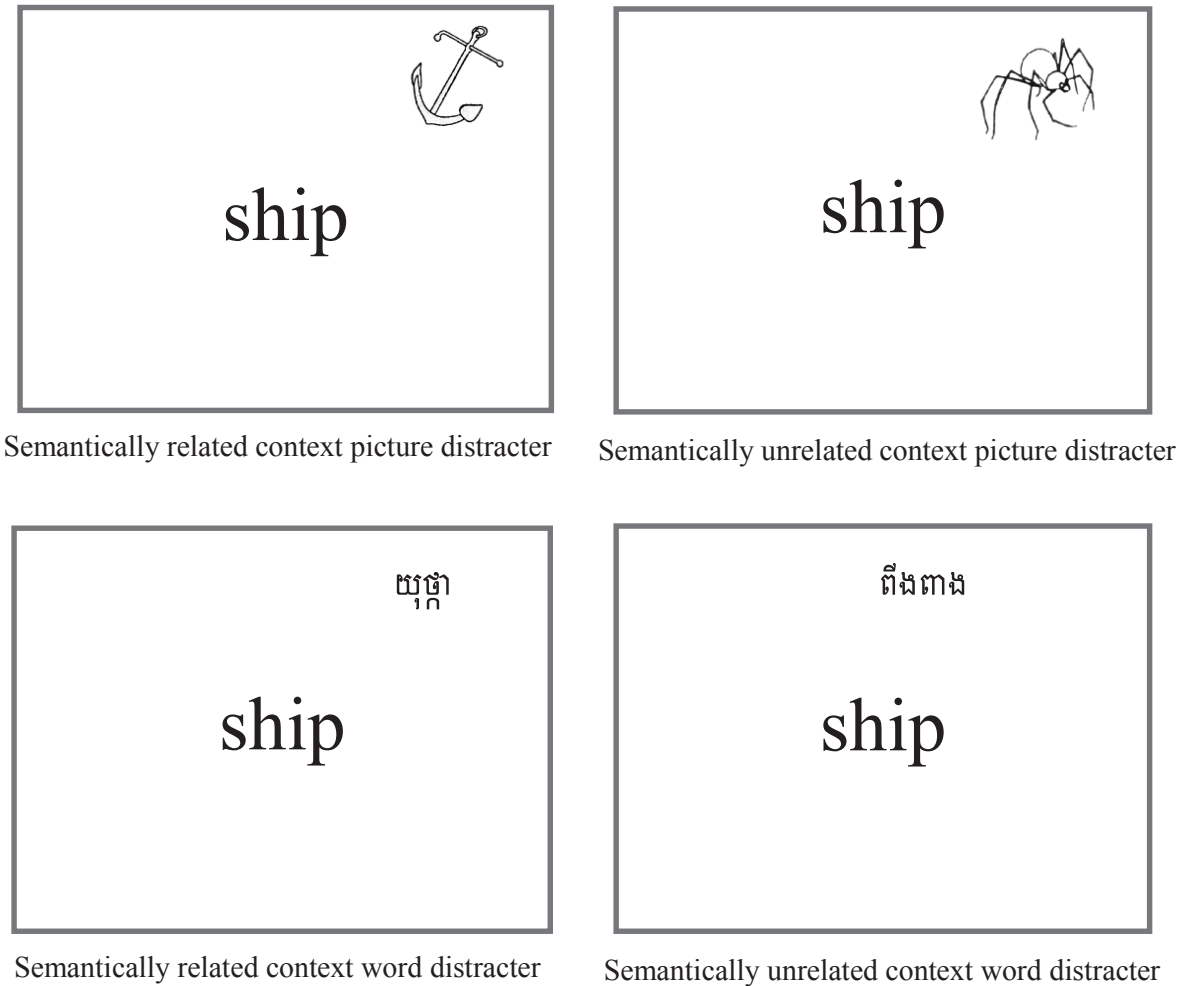 ship
ship
Semantically related context picture distracter
Semantically unrelated context picture distracter
យុថ្កា
ពីងពាង
ship
ship
Semantically related context word distracter
Semantically unrelated context word distracter